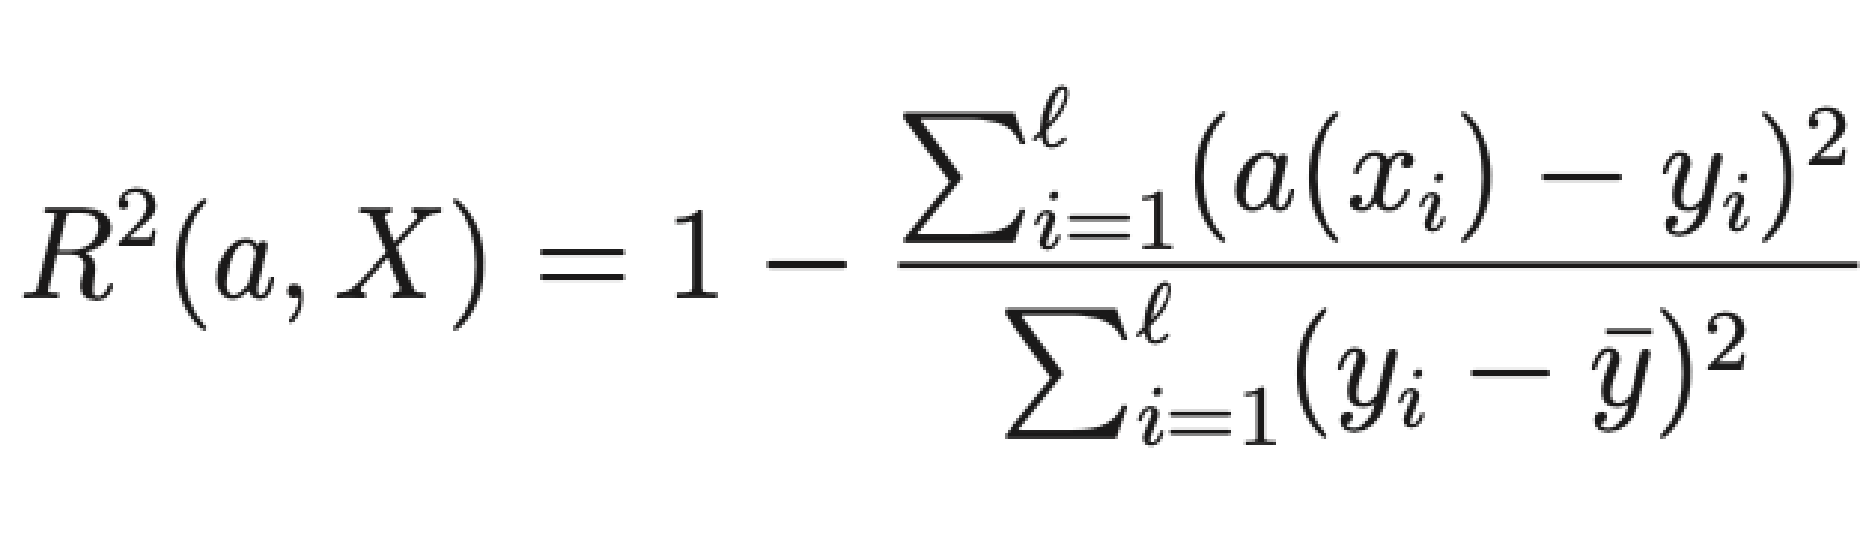 R^2(a, X) = 1 - \frac{\sum_{i=1}^{\ell}(a(x_i) - y_i)^2}{\sum_{i=1}^{\ell}(y_i - \bar{y})^2}